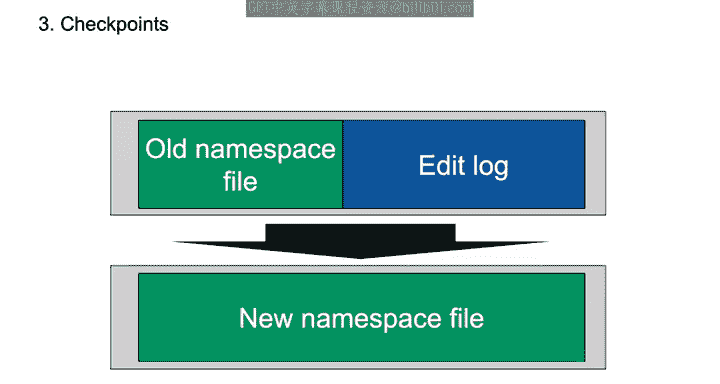 3. Checkpoints
Old namespace
file
Edit log
New namespace file